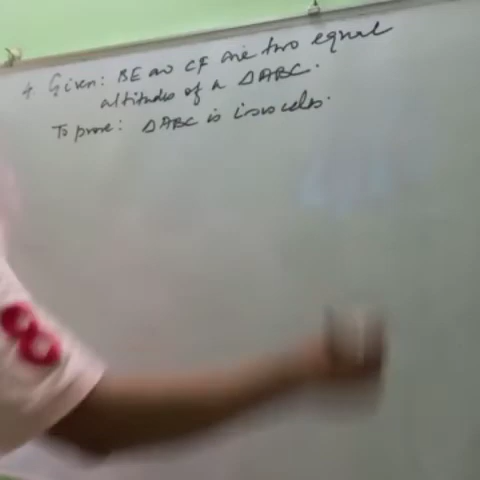 4. Given: BE and CF are two equal
altitudes of a ΔABC.
To prove: ΔABC is isosceles.